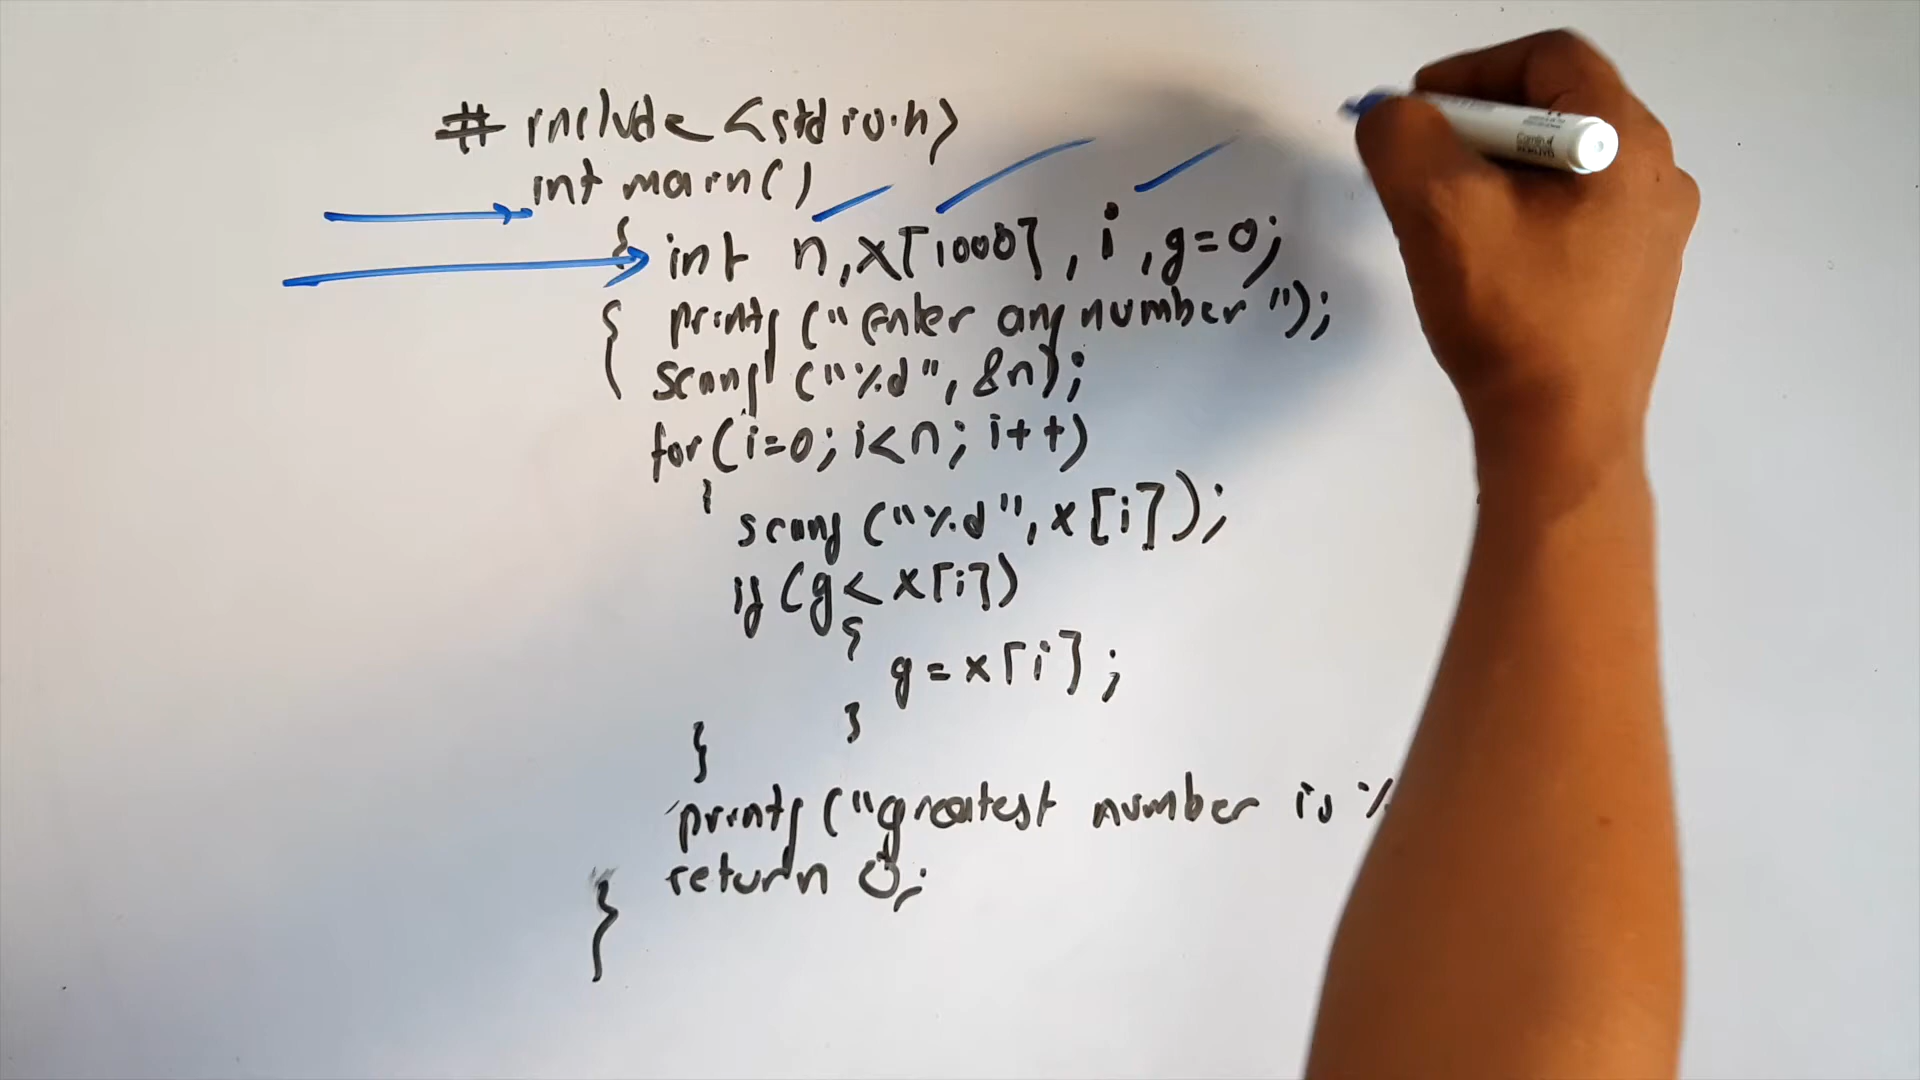 # include <stdio.h>
int main()
{ int n,x[1000], i ,g=0;
{ printf ("Enter any number");
scanf ("%d", &n);
for(i=0; i<n; i++)
{
scanf ("%d", x[i]);
if (g< x[i])
{
g=x[i];
}
}
printf ("greatest number is %
return 0;
}